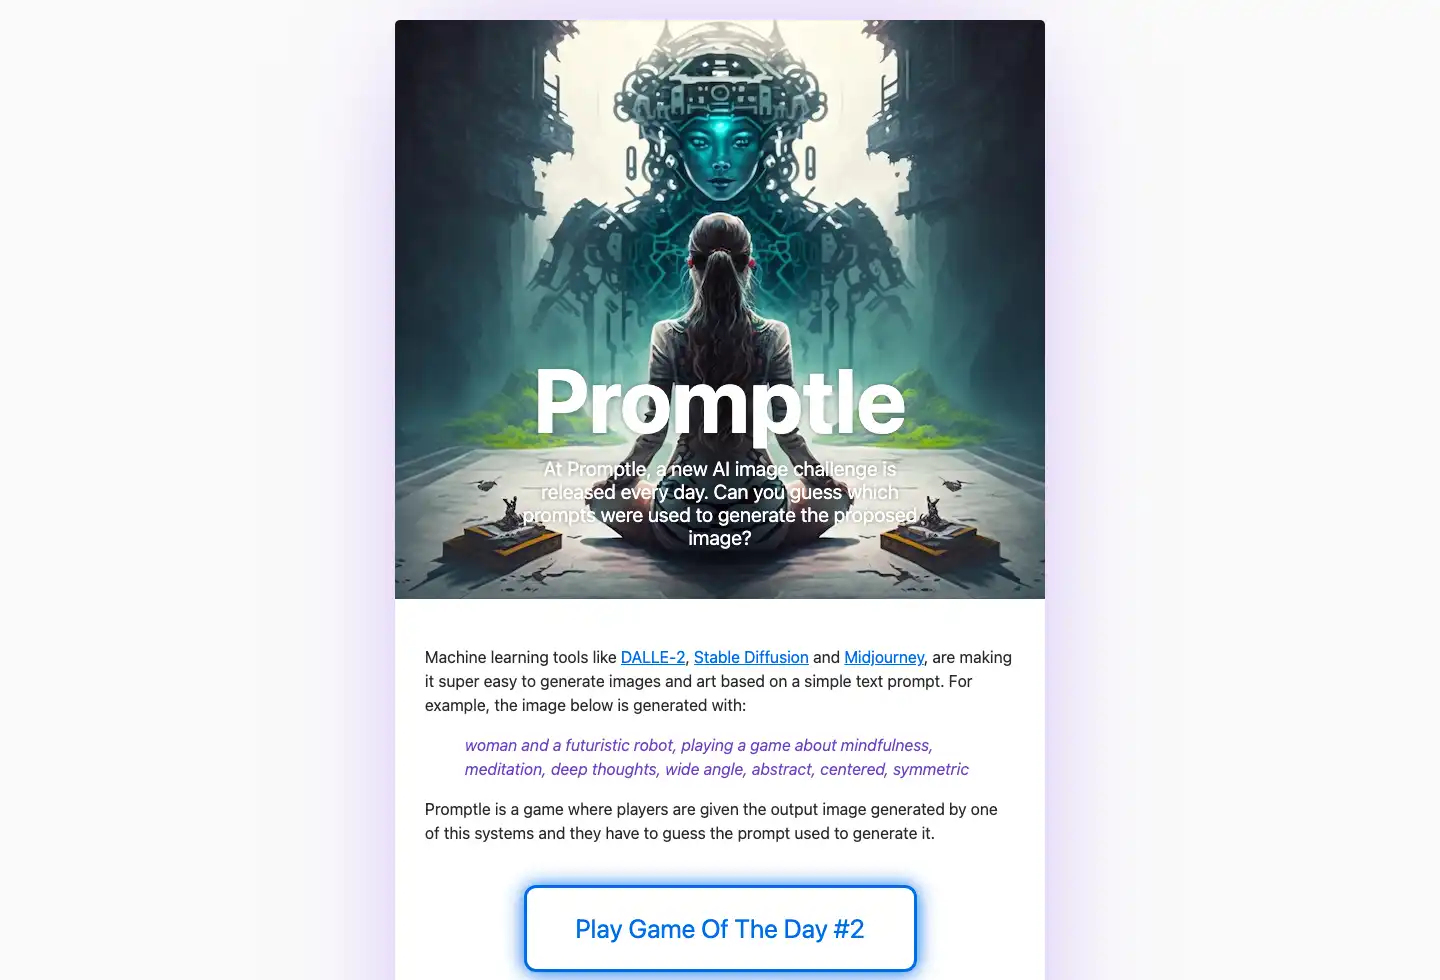 Promptle
At Promptle, a new AI image challenge is
released every day. Can you guess which
prompts were used to generate the proposed
image?
Machine learning tools like DALLE-2, Stable Diffusion and Midjourney, are making
it super easy to generate images and art based on a simple text prompt. For
example, the image below is generated with:
woman and a futuristic robot, playing a game about mindfulness,
meditation, deep thoughts, wide angle, abstract, centered, symmetric
Promptle is a game where players are given the output image generated by one
of this systems and they have to guess the prompt used to generate it.
Play Game Of The Day #2